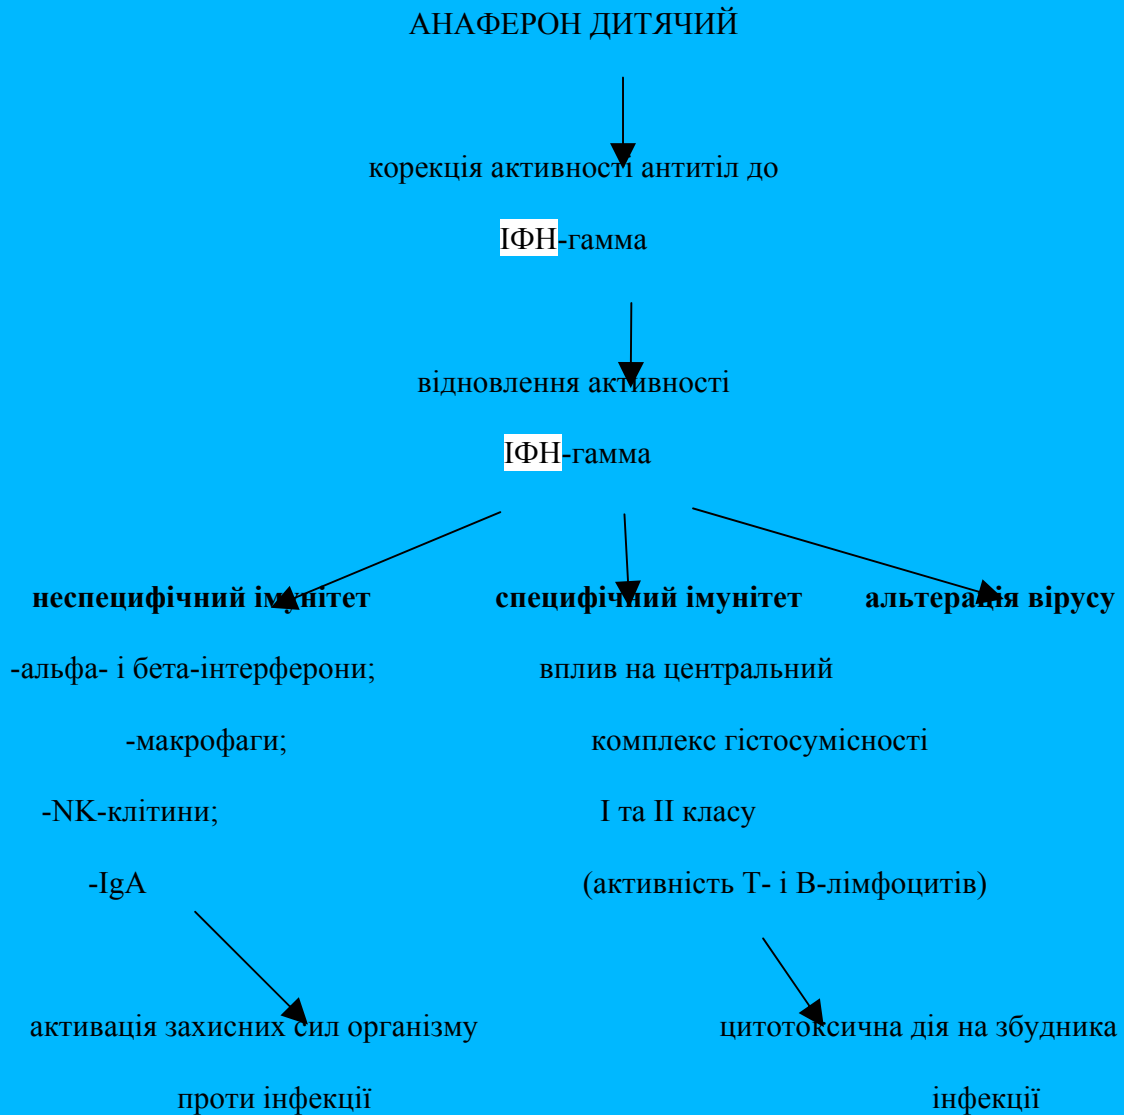 АНАФЕРОН ДИТЯЧИЙ
корекція активності антитіл до
ІФН-гамма
відновлення активності
ІФН-гамма
неспецифічний імунітет специфічний імунітет альтерація вірусу
-альфа- і бета-інтерферони; вплив на центральний
-макрофаги; комплекс гістосумісності
-NK-клітини; I та II класу
-IgA (активність Т- і В-лімфоцитів)
активація захисних сил організму цитотоксична дія на збудника
проти інфекції інфекції